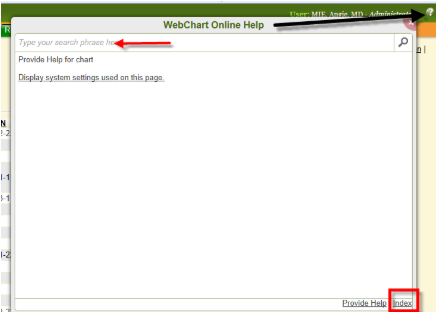 User: MIE, Angie, MD - Administrator
?
WebChart Online Help
Type your search phrase he
Provide Help for chart
Display system settings used on this page.
N
Provide Help Index